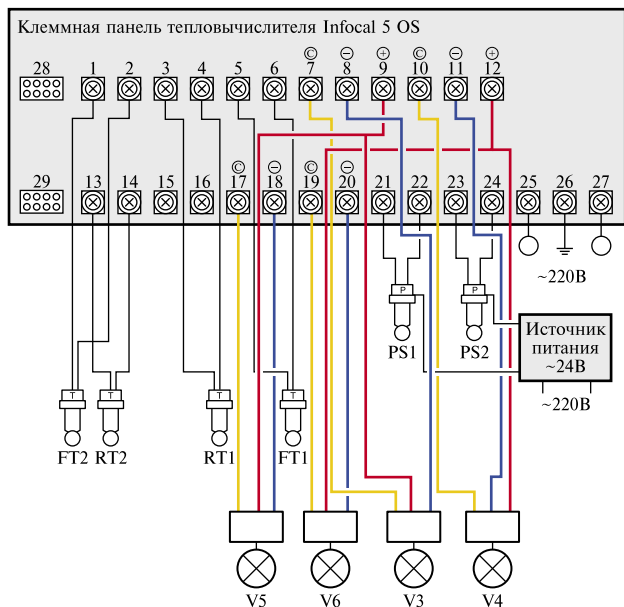 Клеммная панель тепловычислителя Infocal 5 OS
© ⊖ ⊕ © ⊖ ⊕
28 1 2 3 4 5 6 7 8 9 10 11 12
© ⊖ © ⊖
29 13 14 15 16 17 18 19 20 21 22 23 24 25 26 27
~220В
P P
PS1 PS2
Источник
питания
~24В
~220В
T T T T
FT2 RT2 RT1 FT1
V5 V6 V3 V4